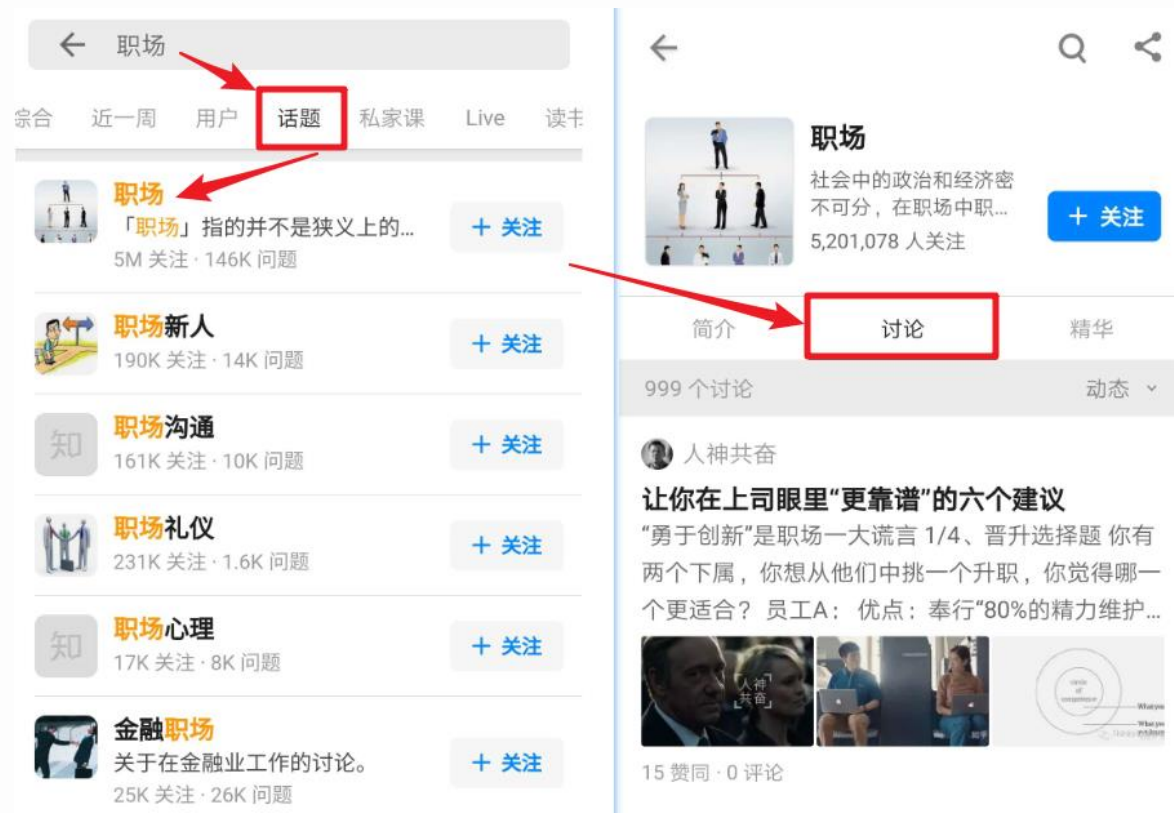 职场
综合 近一周 用户 话题 私家课 Live 读书
职场
「职场」指的并不是狭义上的...
5M 关注 · 146K 问题
+ 关注
职场新人
190K 关注 · 14K 问题
+ 关注
知
职场沟通
161K 关注 · 10K 问题
+ 关注
职场礼仪
231K 关注 · 1.6K 问题
+ 关注
知
职场心理
17K 关注 · 8K 问题
+ 关注
金融职场
关于在金融业工作的讨论。
25K 关注 · 26K 问题
+ 关注
职场
社会中的政治和经济密
不可分，在职场中职...
5,201,078 人关注
+ 关注
简介 讨论 精华
999 个讨论 动态
人神共奋
让你在上司眼里“更靠谱”的六个建议
“勇于创新”是职场一大谎言 1/4、晋升选择题 你有
两个下属，你想从他们中挑一个升职，你觉得哪一
个更适合？ 员工A： 优点；奉行“80%的精力维护...
人神
共奋
知乎
15 赞同 · 0 评论